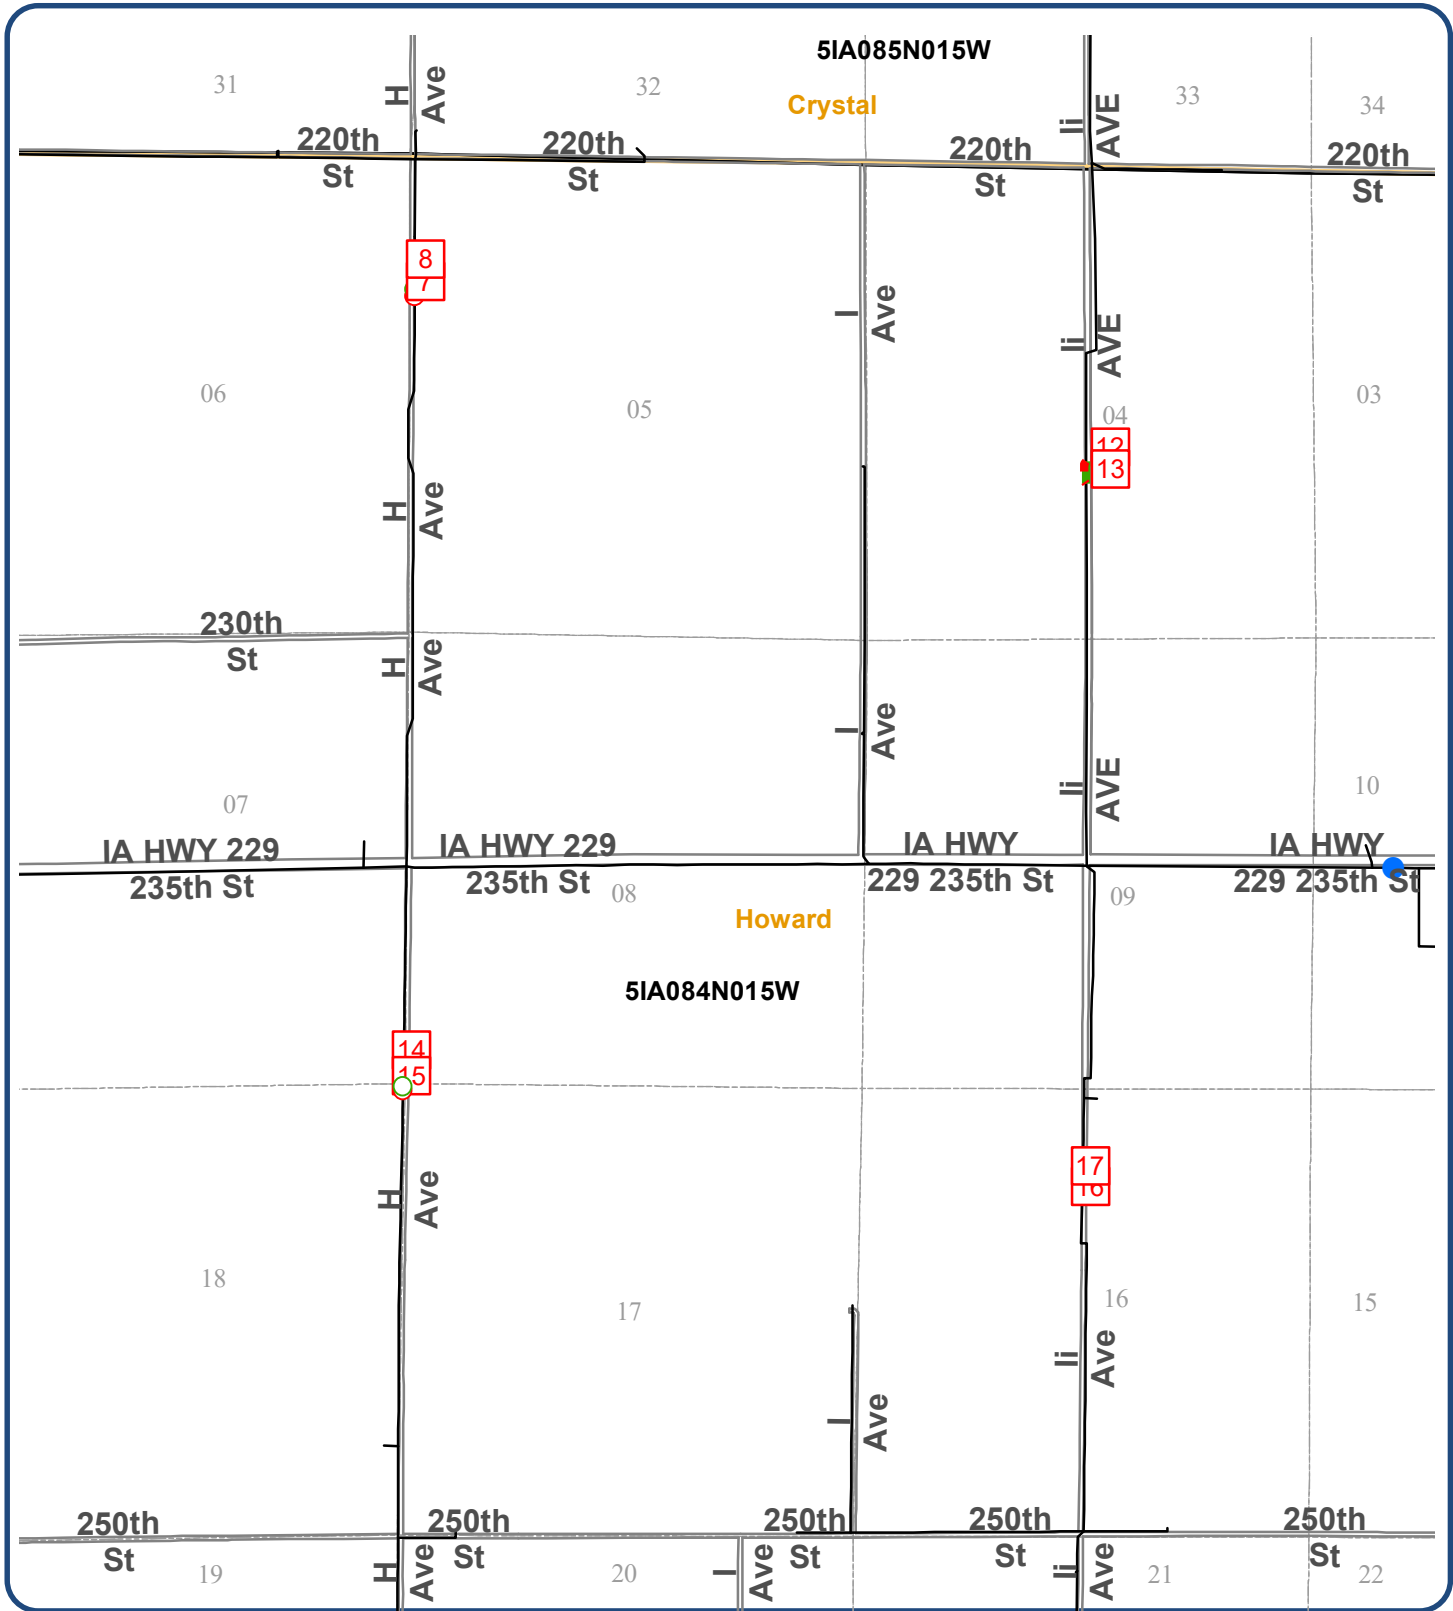 5IA085N015W
31
H
Ave
32
Crystal
Ii
AVE
33
34
220th
St
220th
St
220th
St
220th
St
8
7
I
Ave
Ii
AVE
06
05
04
03
12
13
H
Ave
230th
St
H
Ave
I
Ave
Ii
AVE
10
07
IA HWY 229
235th St
IA HWY 229
235th St
IA HWY
229 235th St
IA HWY
229 235th St
08
09
Howard
5IA084N015W
14
15
17
16
H
Ave
18
17
16
15
Ii
Ave
I
Ave
250th
St
250th
St
250th
St
250th
St
250th
St
19
H
Ave
20
I
Ave
Ii
Ave
21
22